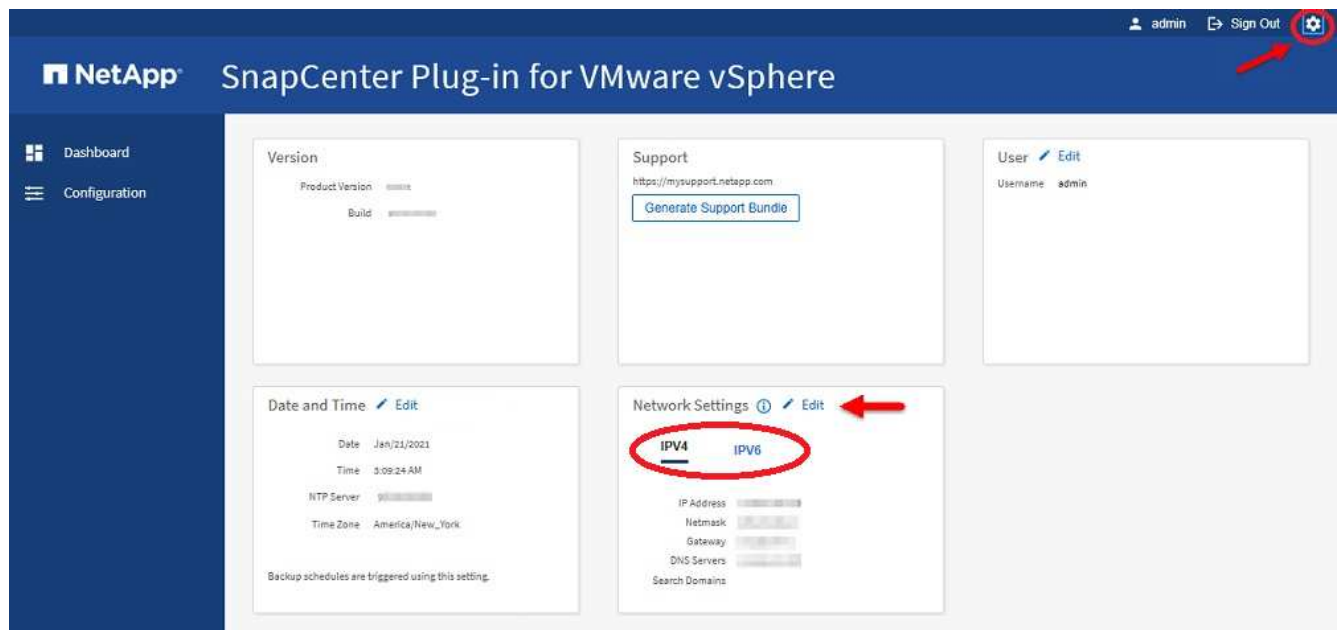 admin Sign Out
NetApp SnapCenter Plug-in for VMware vSphere
Dashboard
Configuration
Version
Product Version
Build
Support
https://mysupport.netapp.com
Generate Support Bundle
User Edit
Username admin
Date and Time Edit
Date Jan/21/2021
Time 3:09:24 AM
NTP Server
Time Zone America/New_York
Backup schedules are triggered using this setting.
Network Settings Edit
IPV4 IPV6
IP Address
Netmask
Gateway
DNS Servers
Search Domains